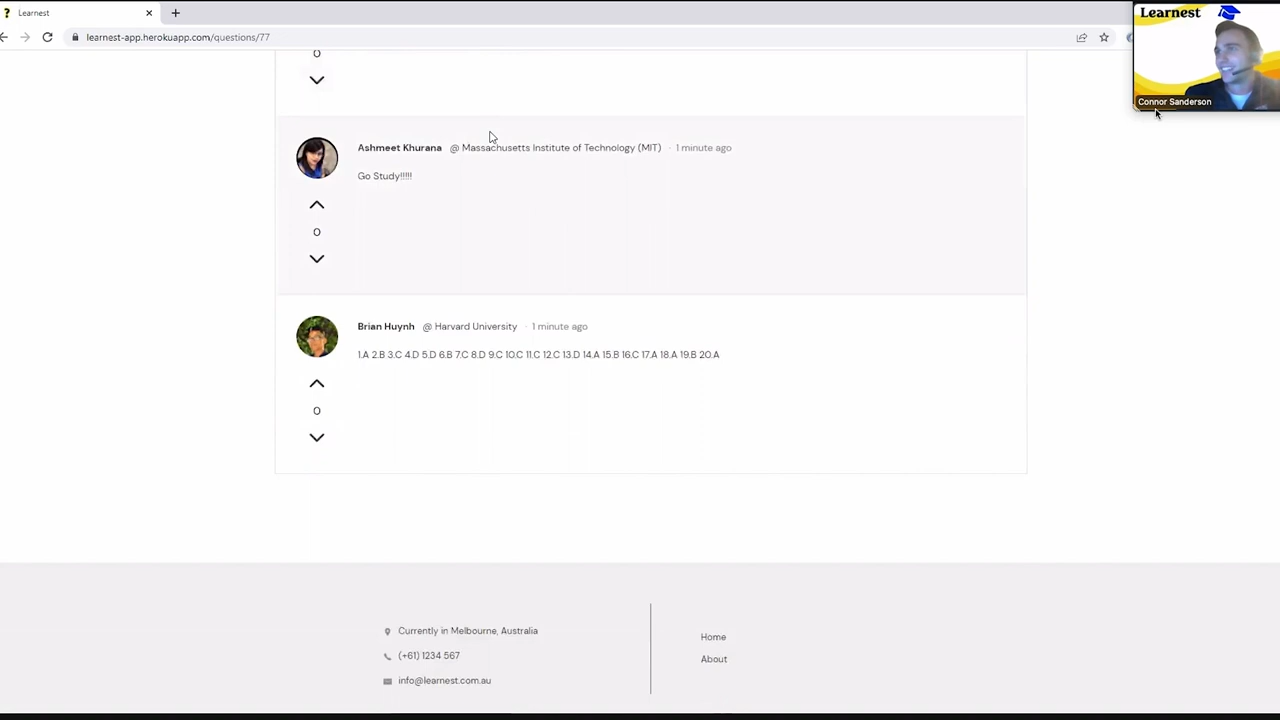 Learnest
learnest-app.herokuapp.com/questions/77
Learnest
Connor Sanderson
0
Ashmeet Khurana @ Massachusetts Institute of Technology (MIT) · 1 minute ago
Go Study!!!!!
0
Brian Huynh @ Harvard University · 1 minute ago
1.A 2.B 3.C 4.D 5.D 6.B 7.C 8.D 9.C 10.C 11.C 12.C 13.D 14.A 15.B 16.C 17.A 18.A 19.B 20.A
0
Currently in Melbourne, Australia
(+61) 1234 567
info@learnest.com.au
Home
About